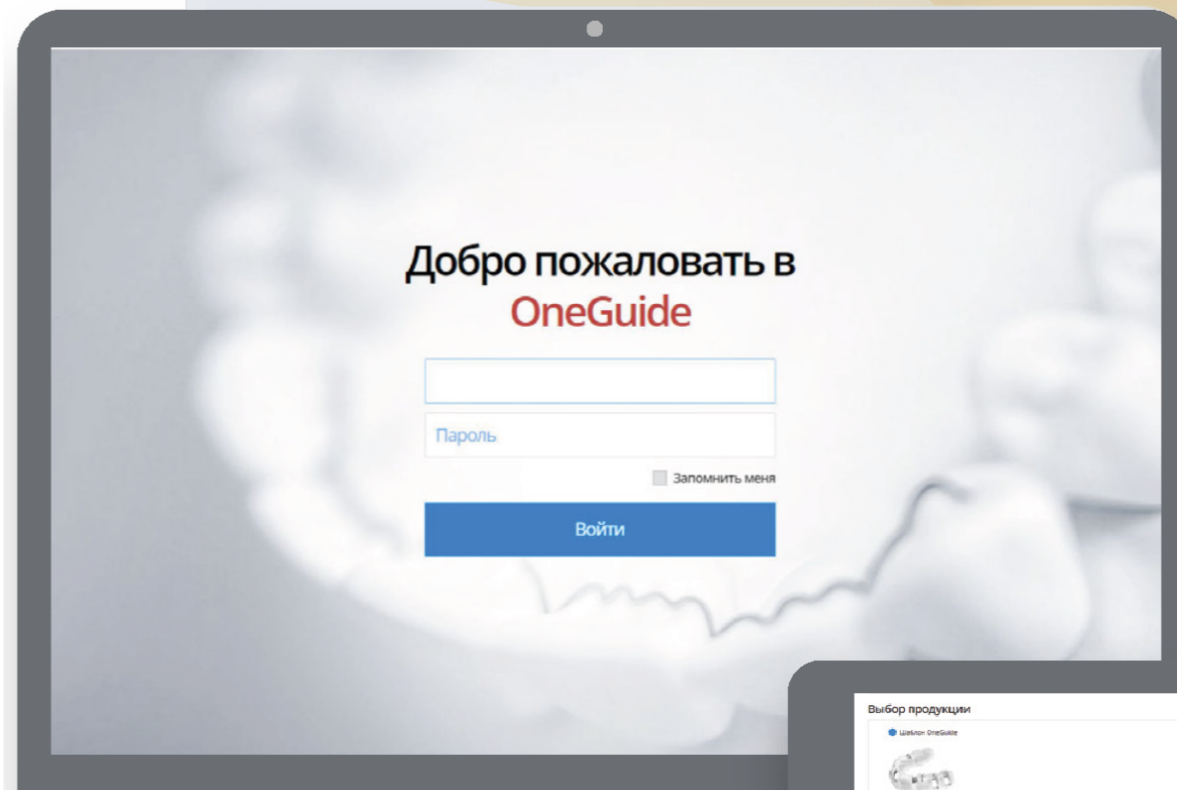 Добро пожаловать в
OneGuide
Пароль
Запомнить меня
Войти
Выбор продукции
Шаблон OneGuide